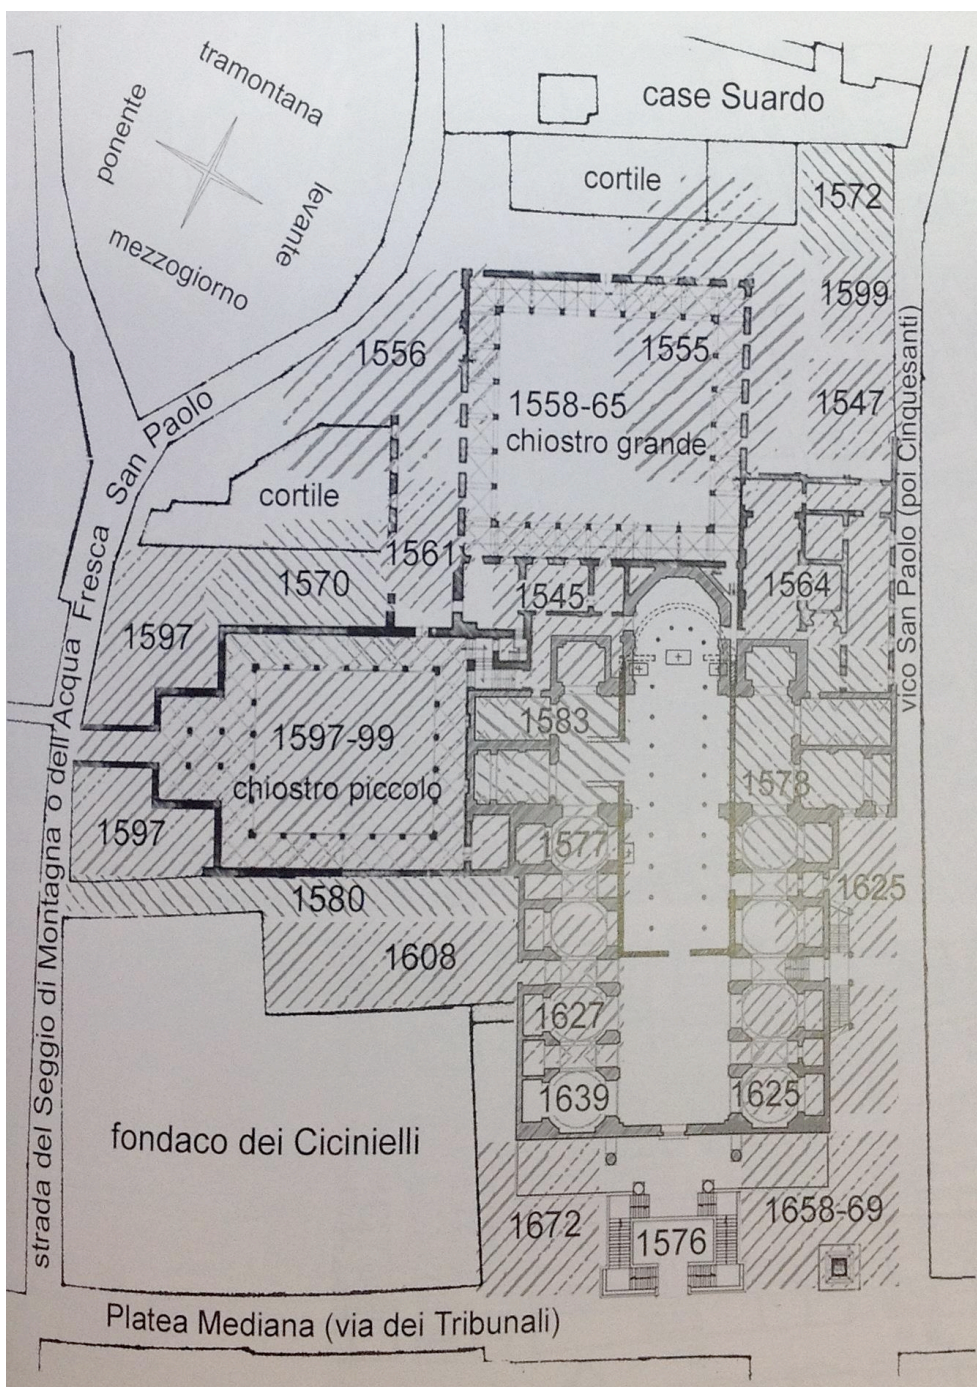 tramontana
ponente
levante
mezzogiorno
case Suardo
cortile
1572
1599
1556
1555
1547
1558-65
chiostro grande
cortile
1561
1570
1545
1564
1597
1583
1597-99
chiostro piccolo
1578
1597
1577
1580
1625
1608
1627
1639
1625
fondaco dei Cicinielli
1672
1576
1658-69
strada del Seggio di Montagna o dell'Acqua Fresca San Paolo
vico San Paolo (poi Cinquesanti)
Platea Mediana (via dei Tribunali)